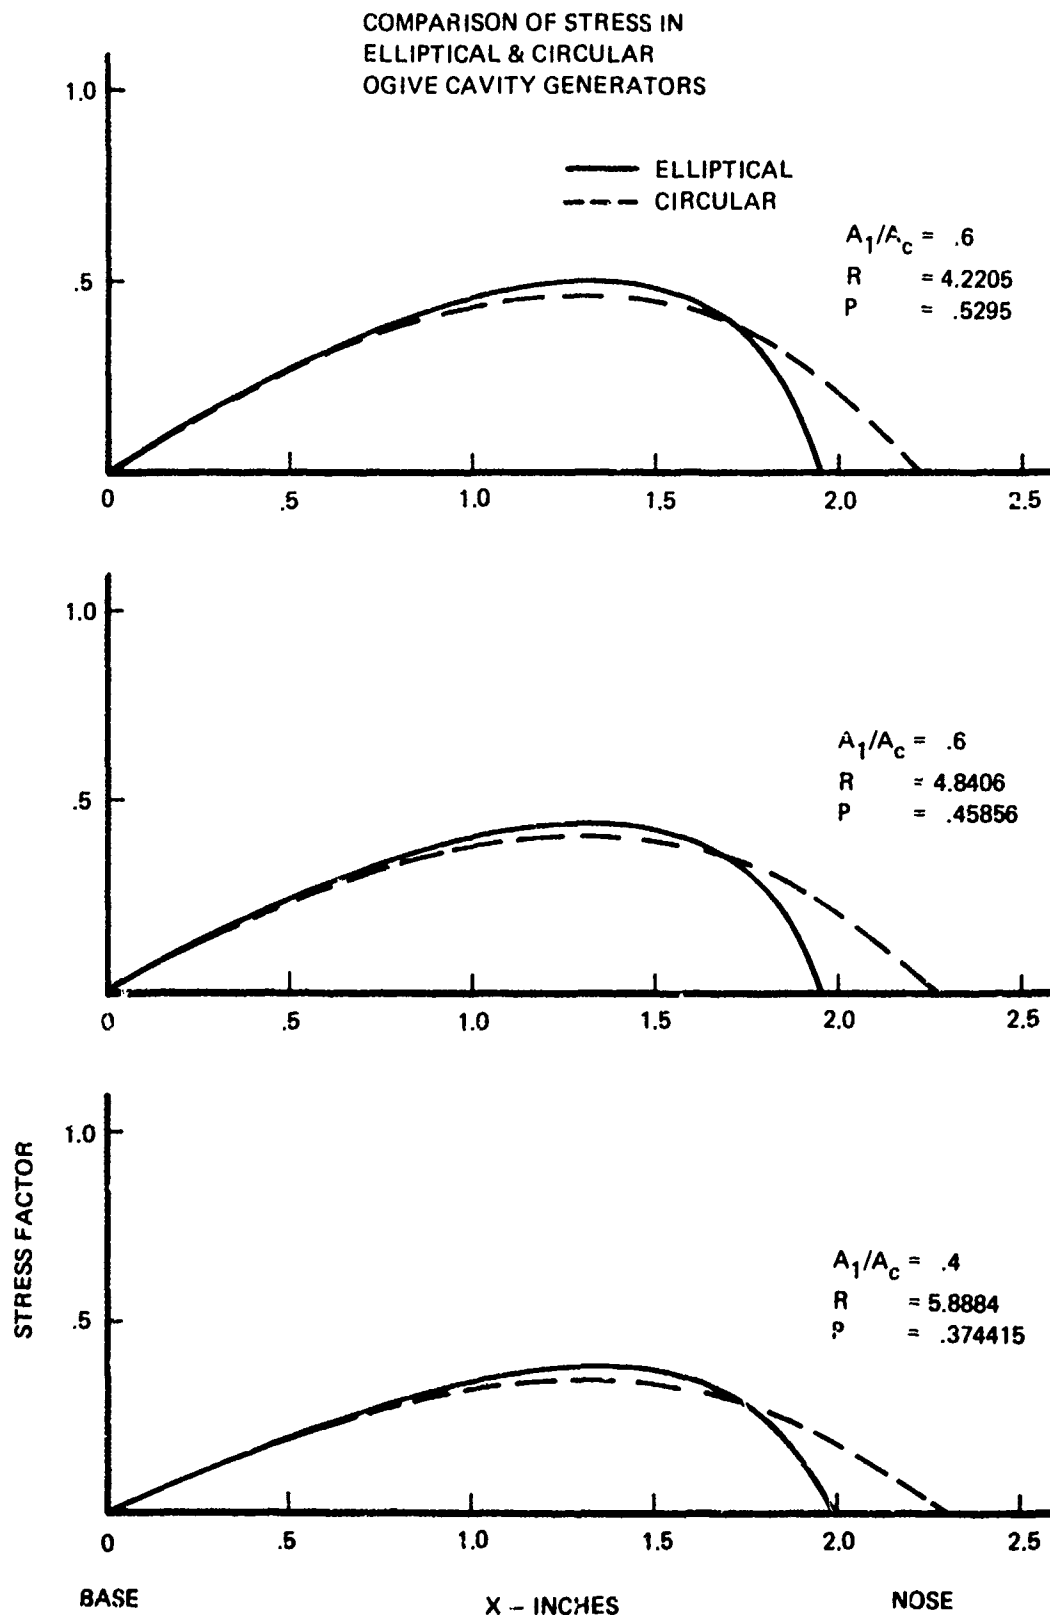 COMPARISON OF STRESS IN
ELLIPTICAL & CIRCULAR
OGIVE CAVITY GENERATORS
ELLIPTICAL
CIRCULAR
1.0
.5
A1/Ac = .6
R = 4.2205
P = .5295
0 .5 1.0 1.5 2.0 2.5
1.0
.5
A1/Ac = .6
R = 4.8406
P = .45856
0 .5 1.0 1.5 2.0 2.5
STRESS FACTOR
1.0
.5
A1/Ac = .4
R = 5.8884
P = .374415
0 .5 1.0 1.5 2.0 2.5
BASE X – INCHES NOSE